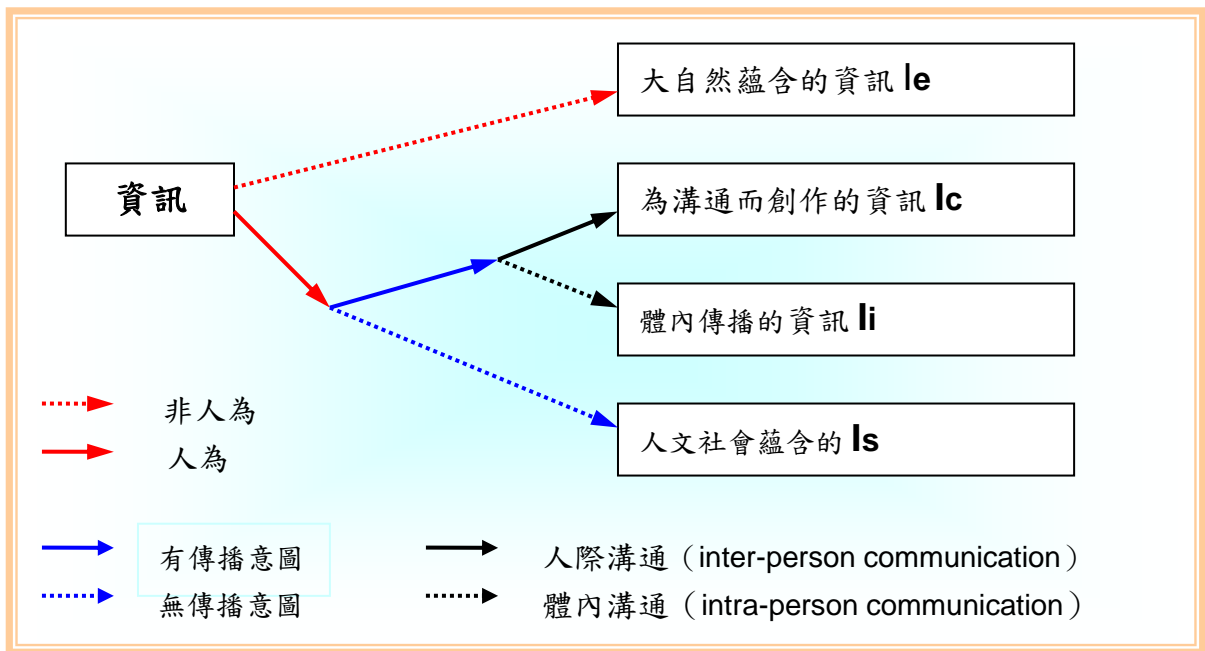 大自然蘊含的資訊 Ie
資訊
為溝通而創作的資訊 Ic
體內傳播的資訊 Ii
人文社會蘊含的 Is
非人為
人為
有傳播意圖
人際溝通（inter-person communication）
無傳播意圖
體內溝通（intra-person communication）